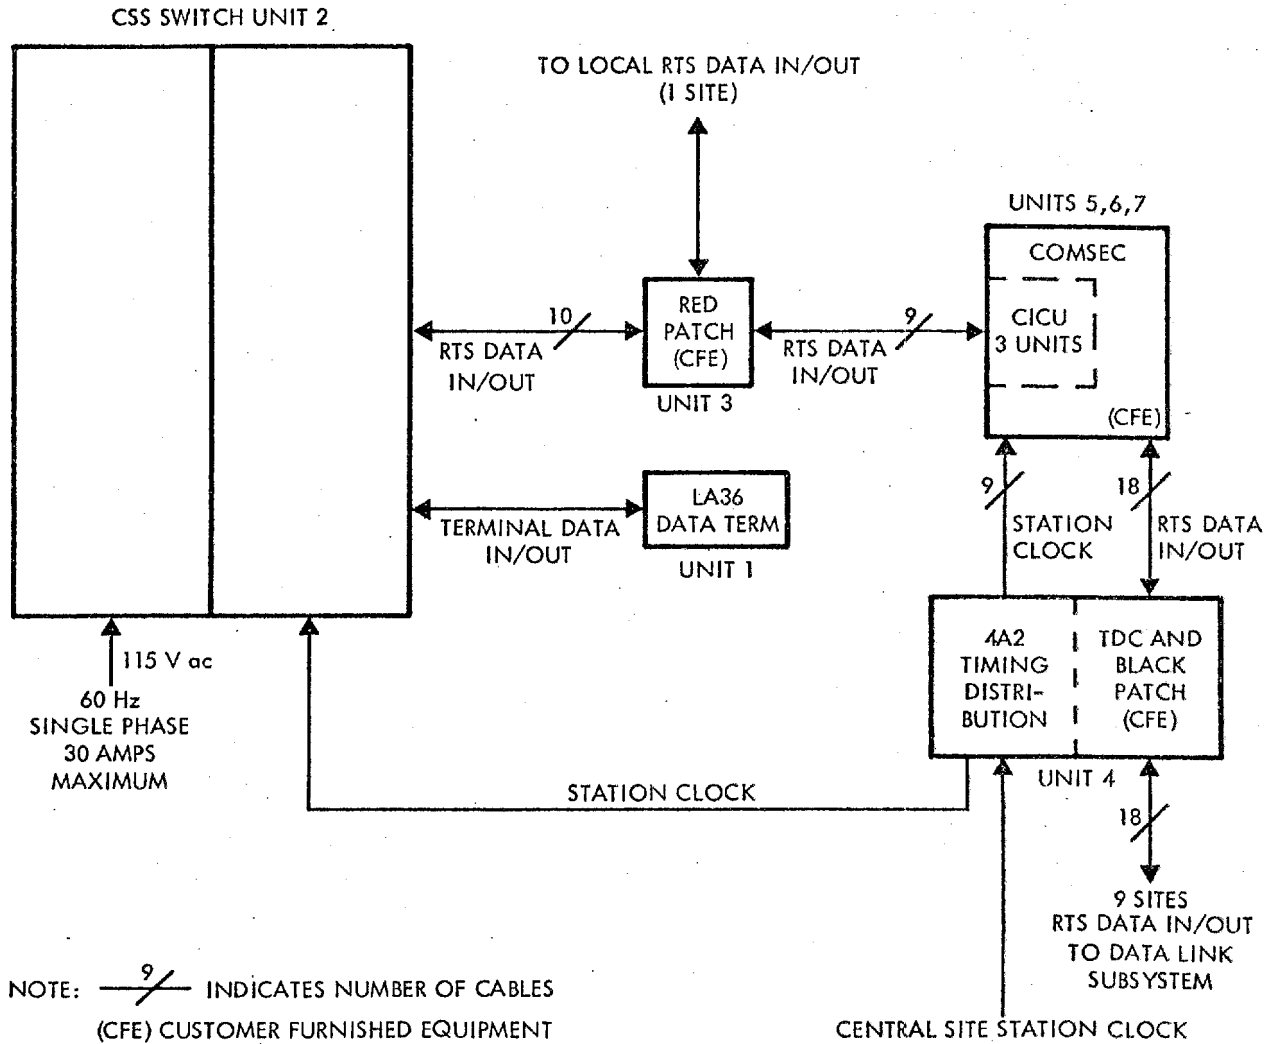 CSS SWITCH UNIT 2
TO LOCAL RTS DATA IN/OUT
(1 SITE)
UNITS 5,6,7
COMSEC
CICU
3 UNITS
(CFE)
10
RTS DATA
IN/OUT
RED
PATCH
(CFE)
UNIT 3
9
RTS DATA
IN/OUT
TERMINAL DATA
IN/OUT
LA36
DATA TERM
UNIT 1
9
STATION
CLOCK
18
RTS DATA
IN/OUT
4A2
TIMING
DISTRI-
BUTION
TDC AND
BLACK
PATCH
(CFE)
UNIT 4
115 V ac
60 Hz
SINGLE PHASE
30 AMPS
MAXIMUM
STATION CLOCK
18
9 SITES
RTS DATA IN/OUT
TO DATA LINK
SUBSYSTEM
NOTE: 9 INDICATES NUMBER OF CABLES
(CFE) CUSTOMER FURNISHED EQUIPMENT
CENTRAL SITE STATION CLOCK